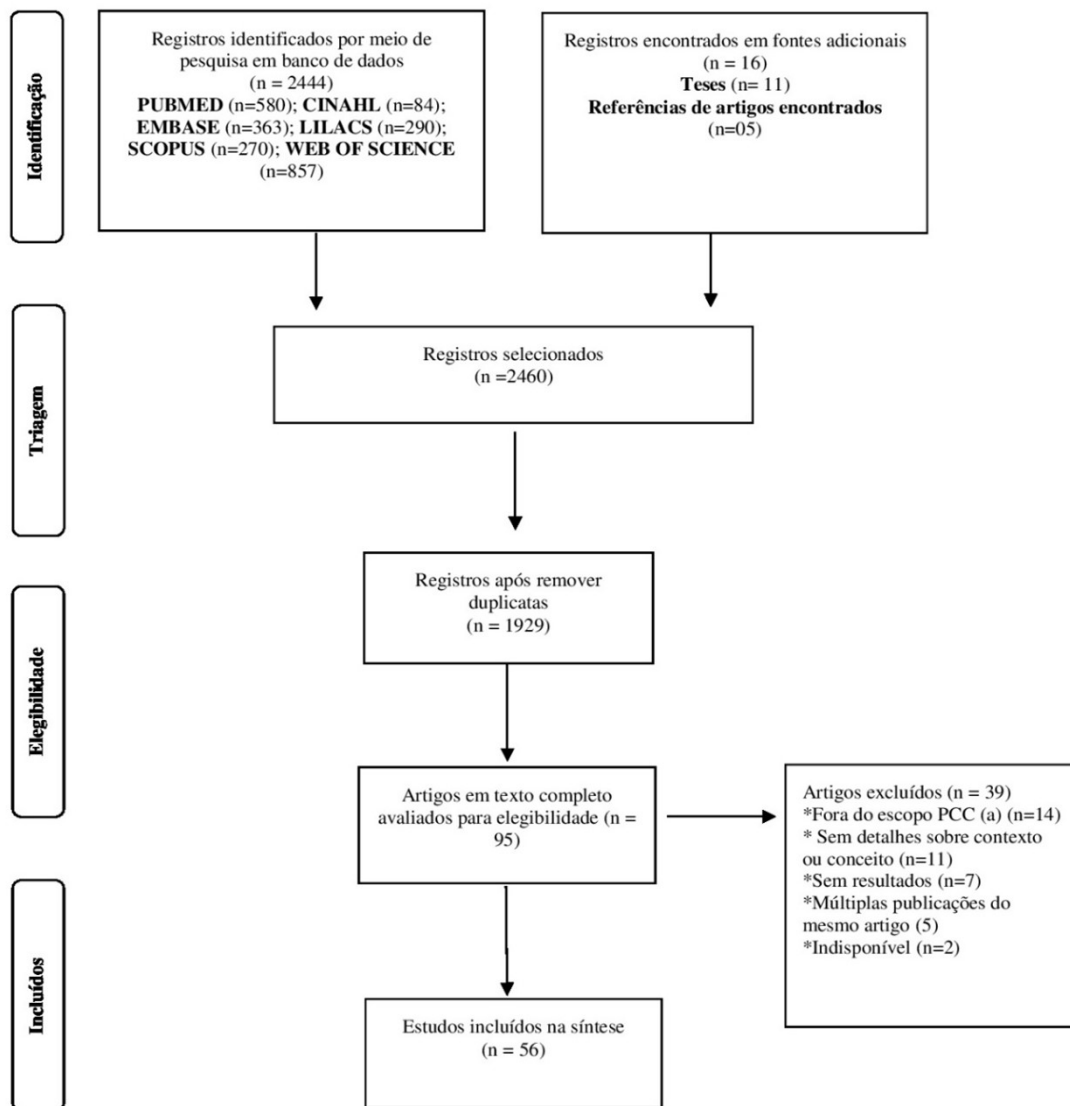 Identificação
Registros identificados por meio de
pesquisa em banco de dados
(n = 2444)
PUBMED (n=580); CINAHL (n=84);
EMBASE (n=363); LILACS (n=290);
SCOPUS (n=270); WEB OF SCIENCE
(n=857)
Registros encontrados em fontes adicionais
(n = 16)
Teses (n= 11)
Referências de artigos encontrados
(n=05)
Triagem
Registros selecionados
(n =2460)
Elegibilidade
Registros após remover
duplicatas
(n = 1929)
Artigos em texto completo
avaliados para elegibilidade (n =
95)
Artigos excluídos (n = 39)
*Fora do escopo PCC (a) (n=14)
* Sem detalhes sobre contexto
ou conceito (n=11)
*Sem resultados (n=7)
*Múltiplas publicações do
mesmo artigo (5)
*Indisponível (n=2)
Incluídos
Estudos incluídos na síntese
(n = 56)